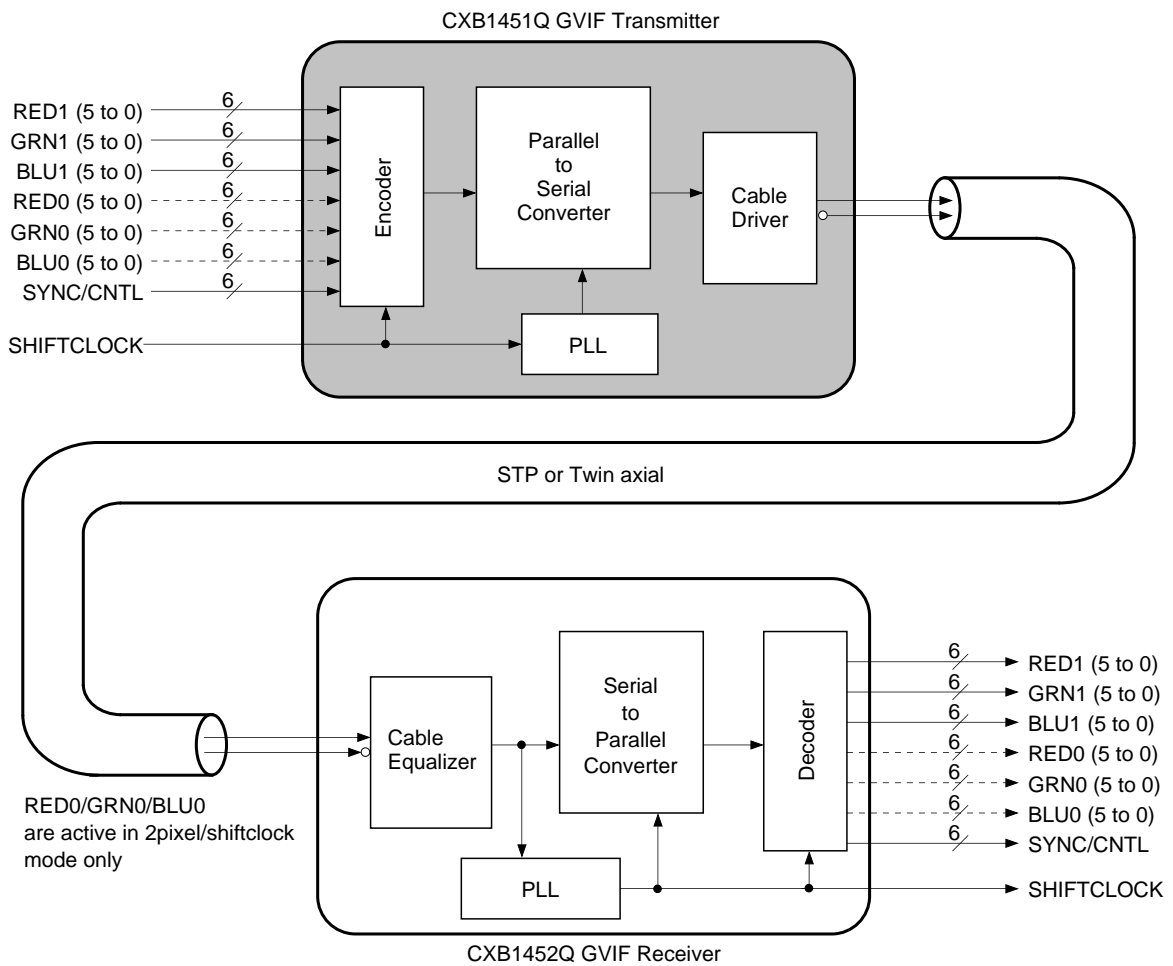 CXB1451Q GVIF Transmitter
RED1 (5 to 0)
6
GRN1 (5 to 0)
6
BLU1 (5 to 0)
6
RED0 (5 to 0)
6
GRN0 (5 to 0)
6
BLU0 (5 to 0)
6
SYNC/CNTL
6
SHIFTCLOCK
Encoder
Parallel
to
Serial
Converter
Cable
Driver
PLL
STP or Twin axial
RED0/GRN0/BLU0
are active in 2pixel/shiftclock
mode only
Cable
Equalizer
Serial
to
Parallel
Converter
Decoder
PLL
6
RED1 (5 to 0)
6
GRN1 (5 to 0)
6
BLU1 (5 to 0)
6
RED0 (5 to 0)
6
GRN0 (5 to 0)
6
BLU0 (5 to 0)
6
SYNC/CNTL
SHIFTCLOCK
CXB1452Q GVIF Receiver